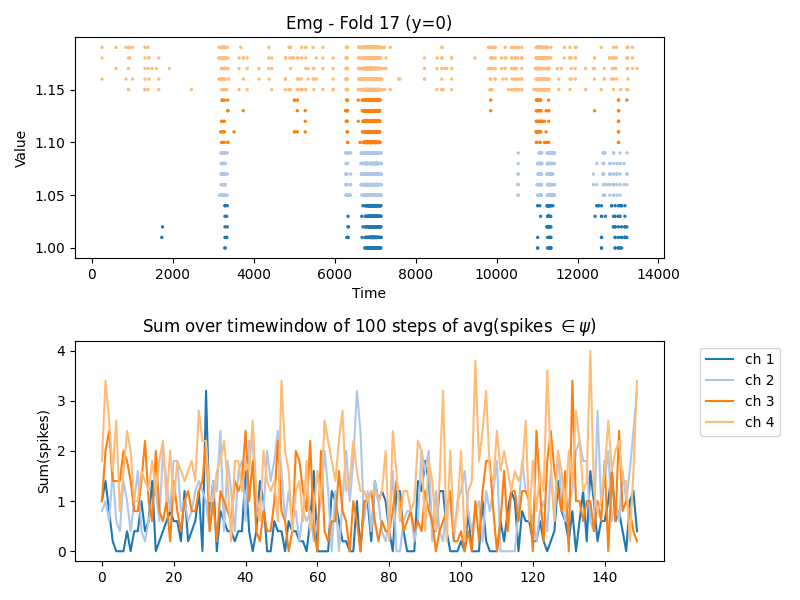 Emg - Fold 17 (y=0)
Value
1.15
1.10
1.05
1.00
0 2000 4000 6000 8000 10000 12000 14000
Time
Sum over timewindow of 100 steps of avg(spikes ∈ ψ)
Sum(spikes)
4
3
2
1
0
0 20 40 60 80 100 120 140
ch 1
ch 2
ch 3
ch 4